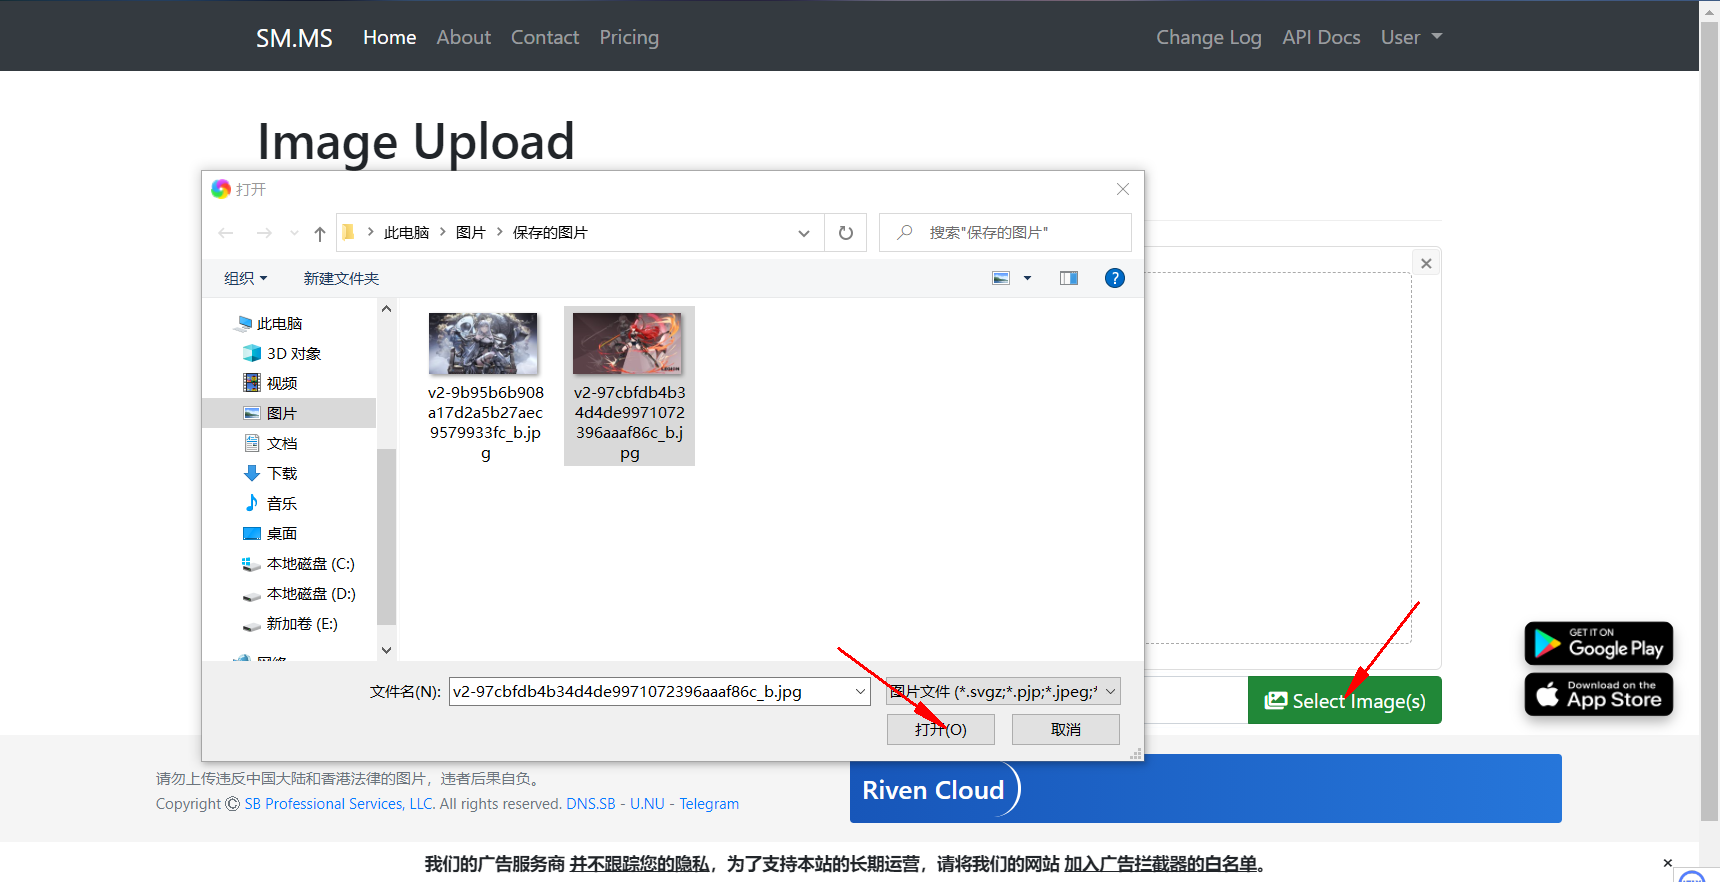 SM.MS Home About Contact Pricing Change Log API Docs User
Image Upload
打开
此电脑 图片 保存的图片 搜索"保存的图片"
组织 新建文件夹
此电脑
3D 对象
视频
图片
文档
下载
音乐
桌面
本地磁盘 (C:)
本地磁盘 (D:)
新加卷 (E:)
v2-9b95b6b908
a17d2a5b27aec
9579933fc_b.jp
g
v2-97cbfdb4b3
4d4de9971072
396aaaf86c_b.j
pg
文件名(N): v2-97cbfdb4b34d4de9971072396aaaf86c_b.jpg 图片文件 (*.svgz;*.pjp;*.jpeg;*
打开(O) 取消
Select Image(s)
GET IT ON
Google Play
Download on the
App Store
请勿上传违反中国大陆和香港法律的图片，违者后果自负。
Copyright © SB Professional Services, LLC. All rights reserved. DNS.SB - U.NU - Telegram
Riven Cloud
我们的广告服务商 并不跟踪您的隐私，为了支持本站的长期运营，请将我们的网站 加入广告拦截器的白名单。